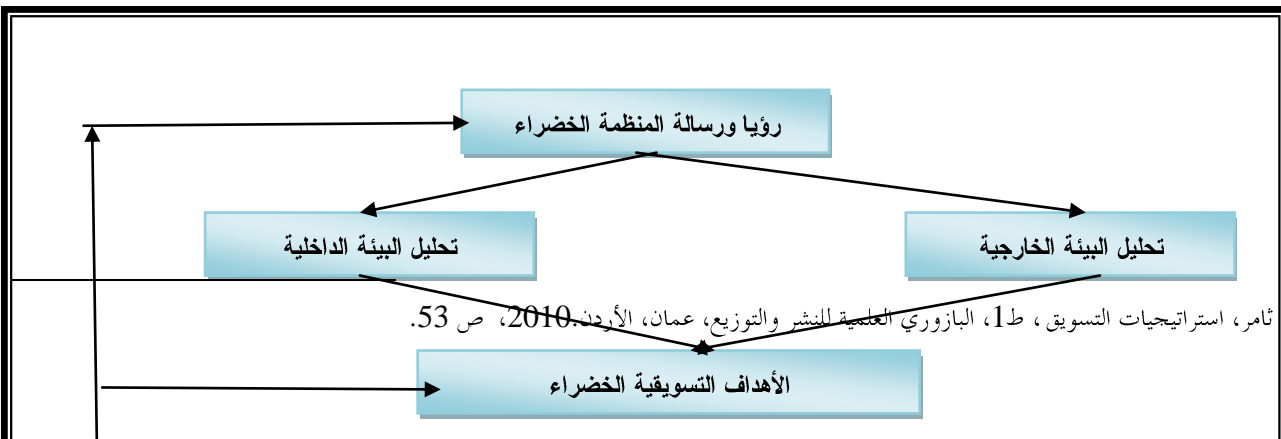 رؤيا ورسالة المنظمة الخضراء
تحليل البيئة الخارجية
تحليل البيئة الداخلية
ثامر، استراتيجيات التسويق، ط1، البازوري العلمية للنشر والتوزيع، عمان، الأردن.2010، ص 53.
الأهداف التسويقية الخضراء